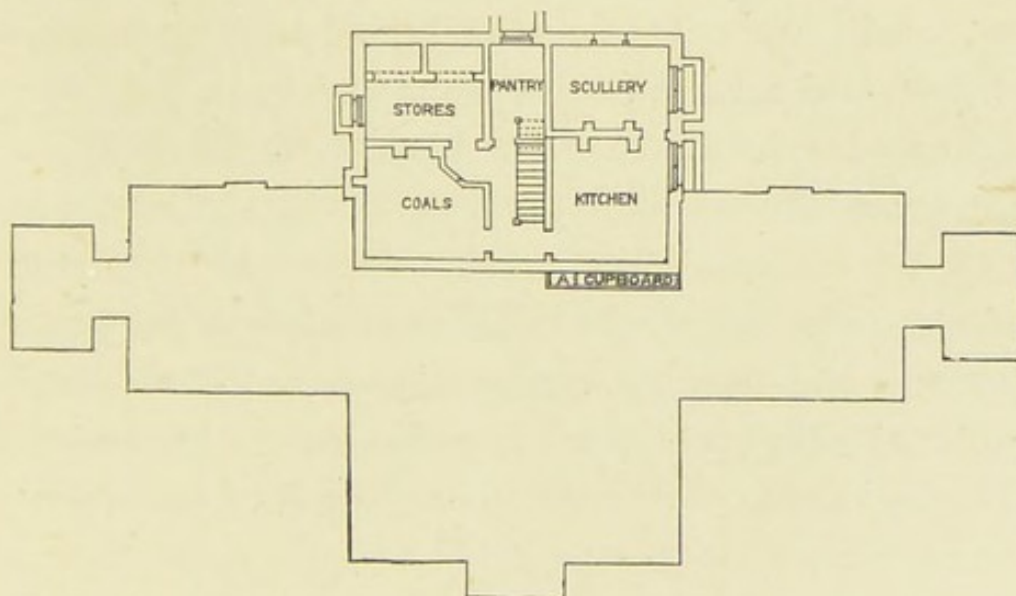 PANTRY
SCULLERY
STORES
COALS
KITCHEN
A CUPBOARD